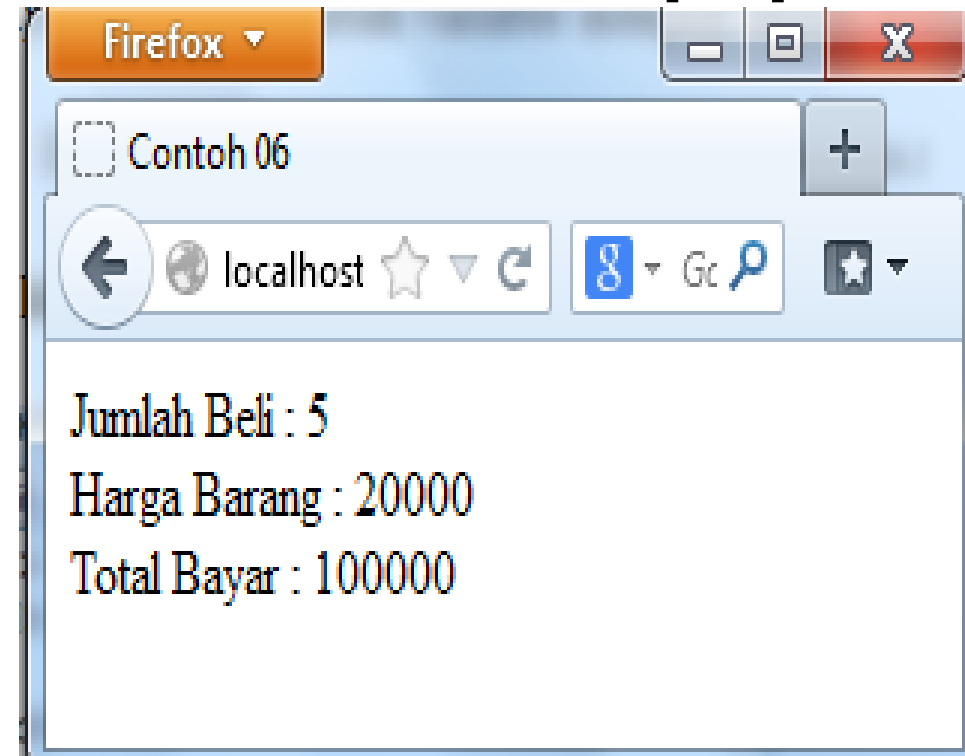 Firefox
Contoh 06
localhost
Jumlah Beli : 5
Harga Barang : 20000
Total Bayar : 100000